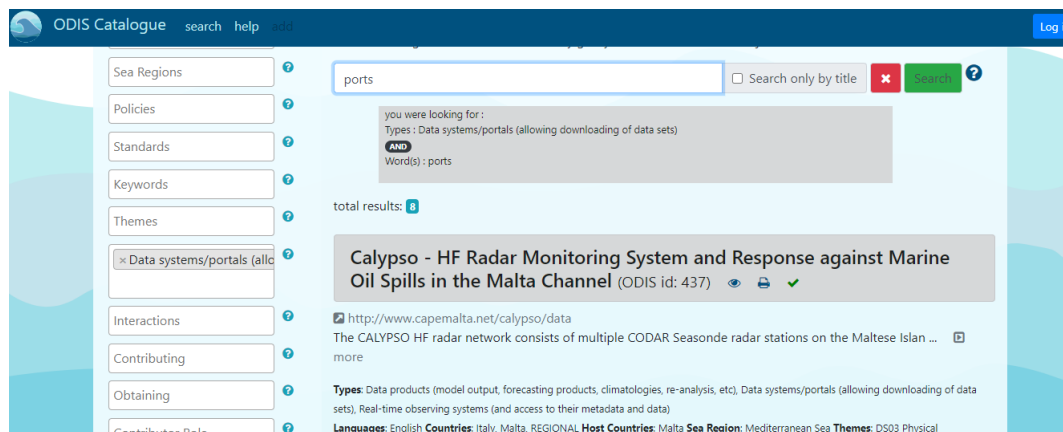 ODIS Catalogue search help add
Log
Sea Regions
Policies
Standards
Keywords
Themes
× Data systems/portals (allo
Interactions
Contributing
Obtaining
ports
Search only by title
Search
you were looking for :
Types : Data systems/portals (allowing downloading of data sets)
AND
Word(s) : ports
total results: 8
Calypso - HF Radar Monitoring System and Response against Marine
Oil Spills in the Malta Channel (ODIS id: 437)
http://www.capemalta.net/calypso/data
The CALYPSO HF radar network consists of multiple CODAR Seasonde radar stations on the Maltese Islan ...
more
Types: Data products (model output, forecasting products, climatologies, re-analysis, etc), Data systems/portals (allowing downloading of data
sets), Real-time observing systems (and access to their metadata and data)
Languages: English Countries: Italy, Malta, REGIONAL Host Countries: Malta Sea Region: Mediterranean Sea Themes: DS03 Physical